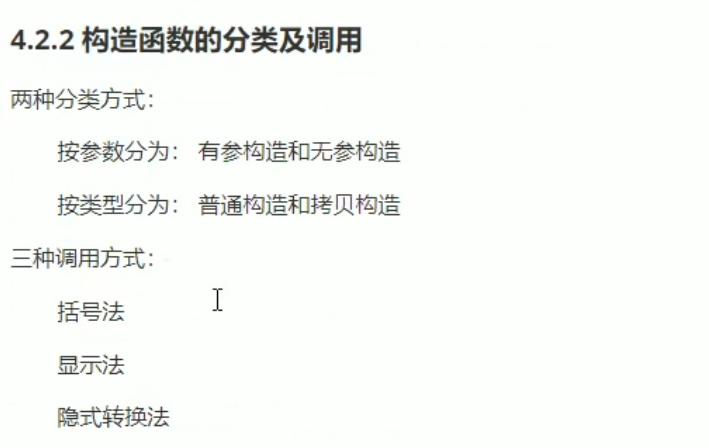 4.2.2 构造函数的分类及调用
两种分类方式：
按参数分为： 有参构造和无参构造
按类型分为： 普通构造和拷贝构造
三种调用方式：
括号法
显示法
隐式转换法